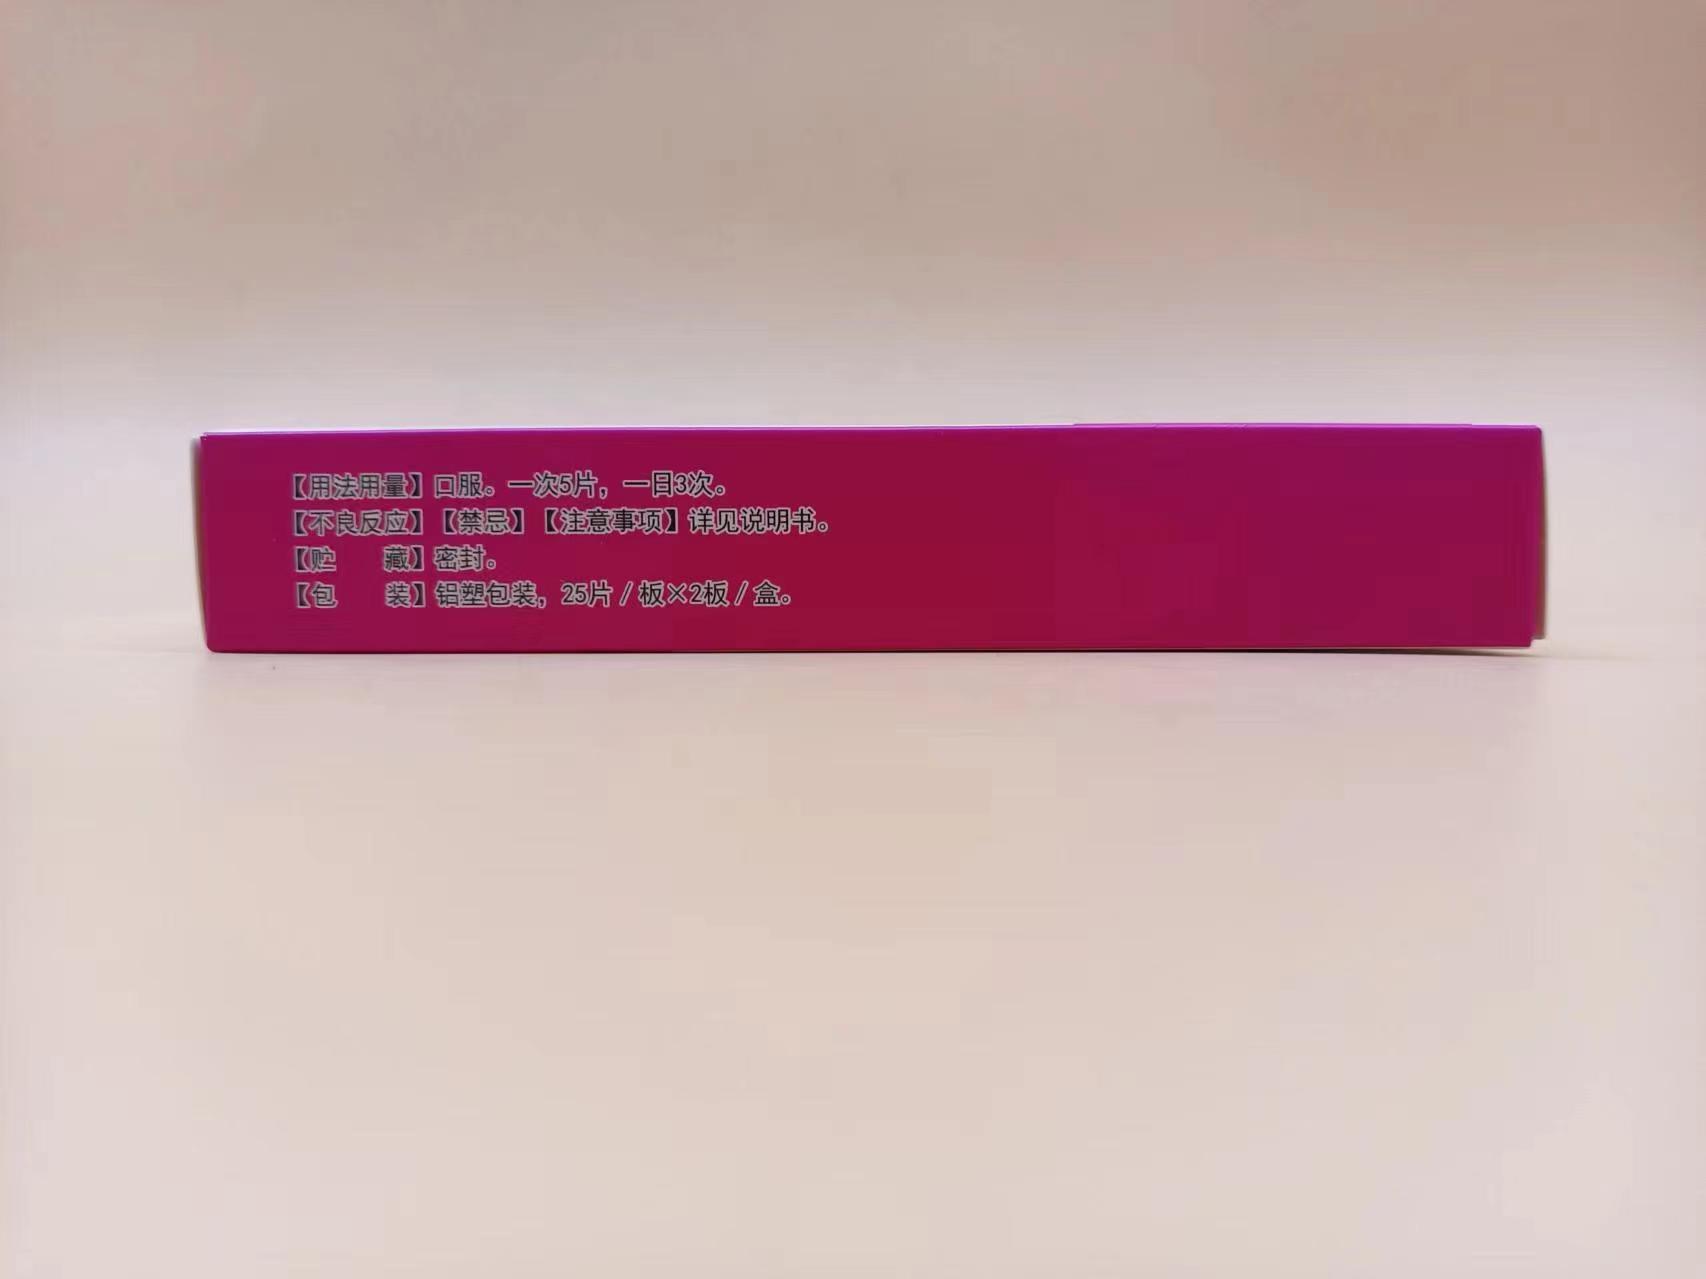 【用法用量】口服。一次5片，一日3次。
【不良反应】【禁忌】【注意事项】详见说明书。
【贮　　藏】密封。
【包　　装】铝塑包装，25片/板×2板/盒。